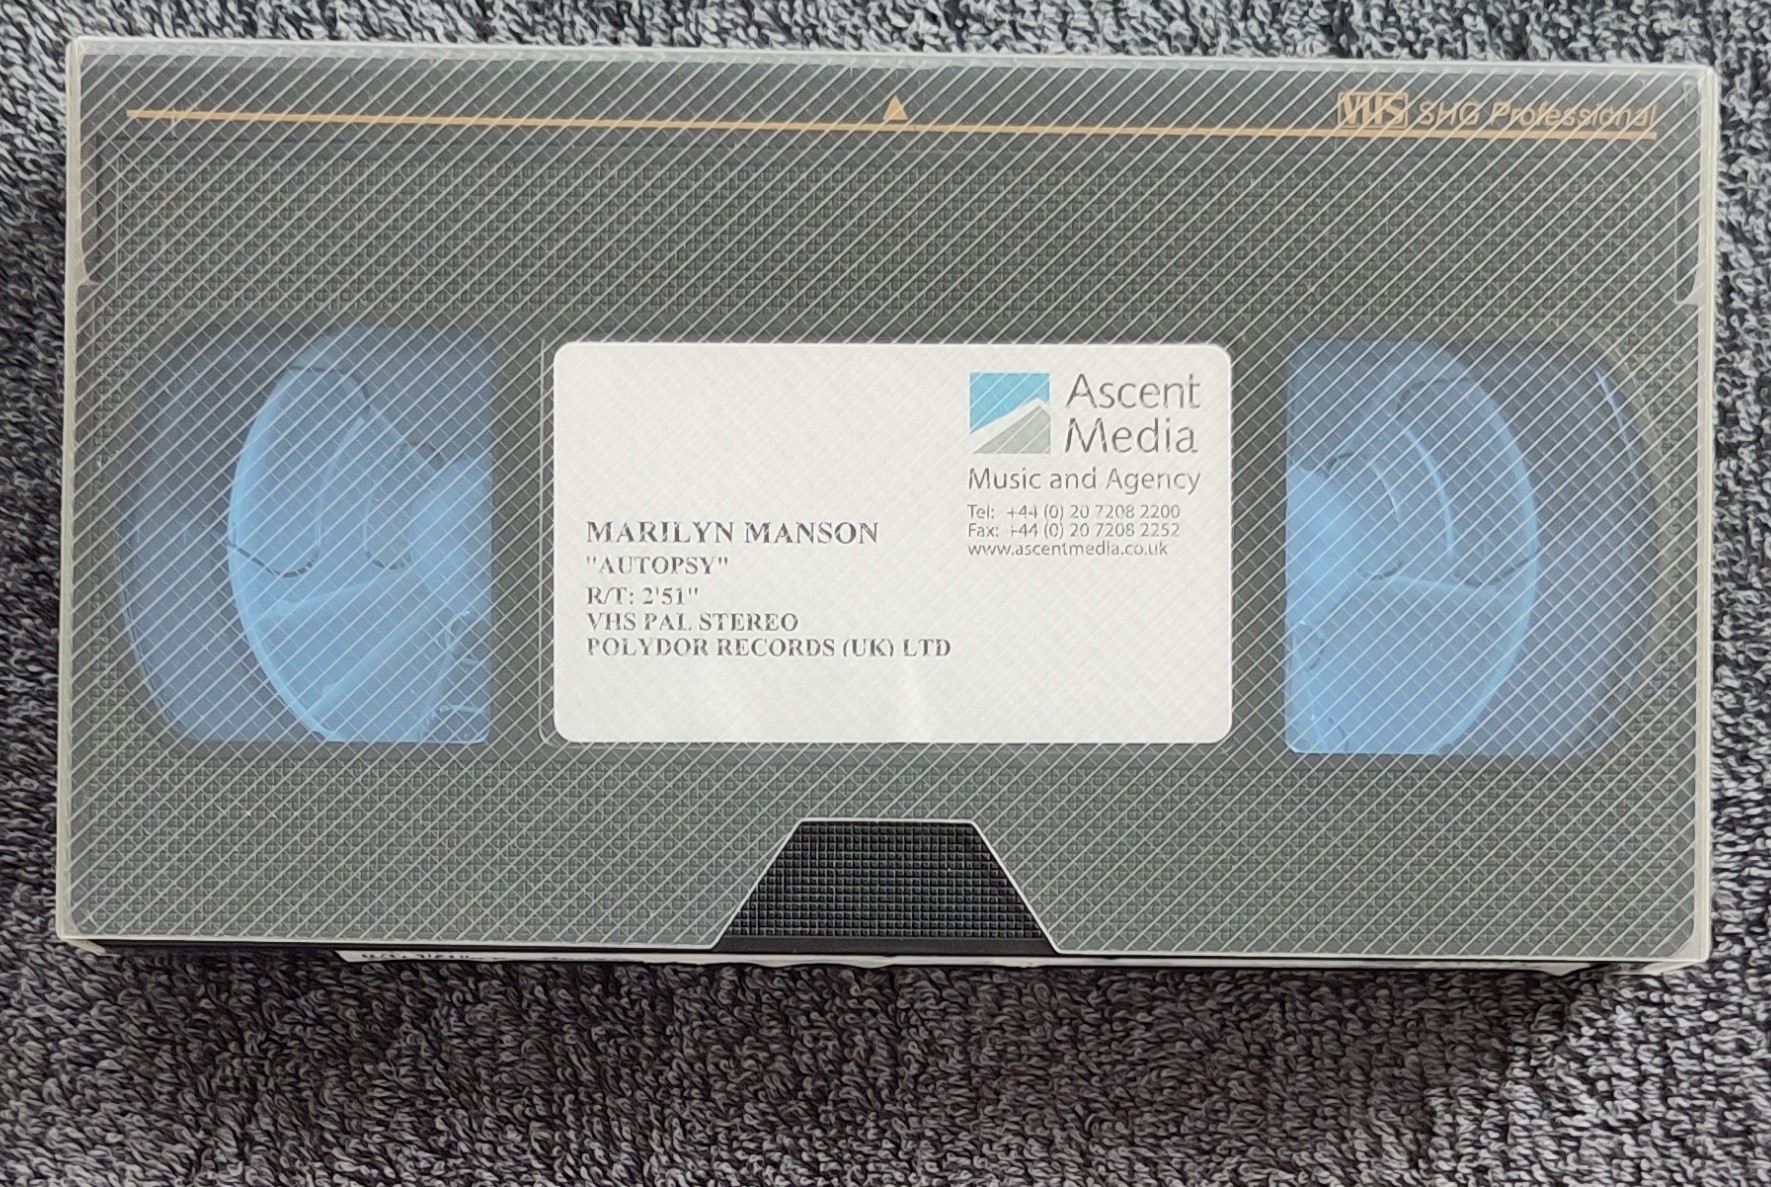 VHS SHG Professional
Ascent
Media
Music and Agency
Tel: +44 (0) 20 7208 2200
Fax: +44 (0) 20 7208 2252
www.ascentmedia.co.uk
MARILYN MANSON
"AUTOPSY"
R/T: 2'51"
VHS PAL STEREO
POLYDOR RECORDS (UK) LTD